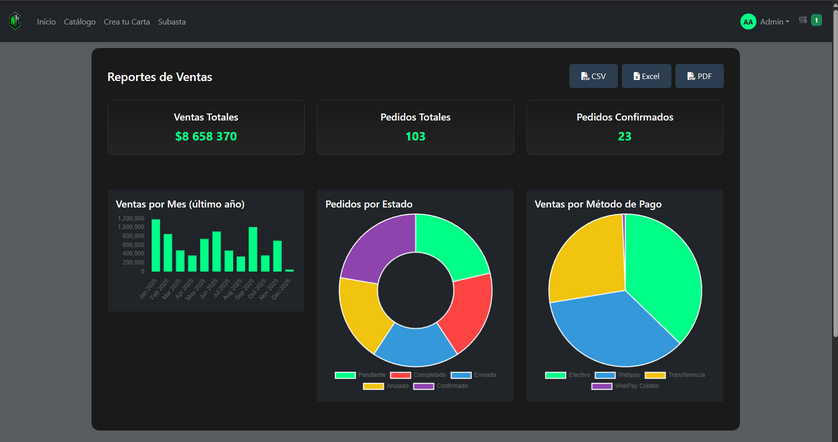 Inicio Catálogo Crea tu Carta Subasta
AA Admin 1
Reportes de Ventas
CSV Excel PDF
Ventas Totales
$8 658 370
Pedidos Totales
103
Pedidos Confirmados
23
Ventas por Mes (último año)
1,200,000
1,000,000
800,000
600,000
400,000
200,000
0
Jan 2025 Feb 2025 Mar 2025 Apr 2025 May 2025 Jun 2025 Jul 2025 Aug 2025 Sep 2025 Oct 2025 Nov 2025 Dec 2025
Pedidos por Estado
Pendiente Completado Enviado
Anulado Confirmado
Ventas por Método de Pago
Efectivo Webpay Transferencia
WebPay Crédito